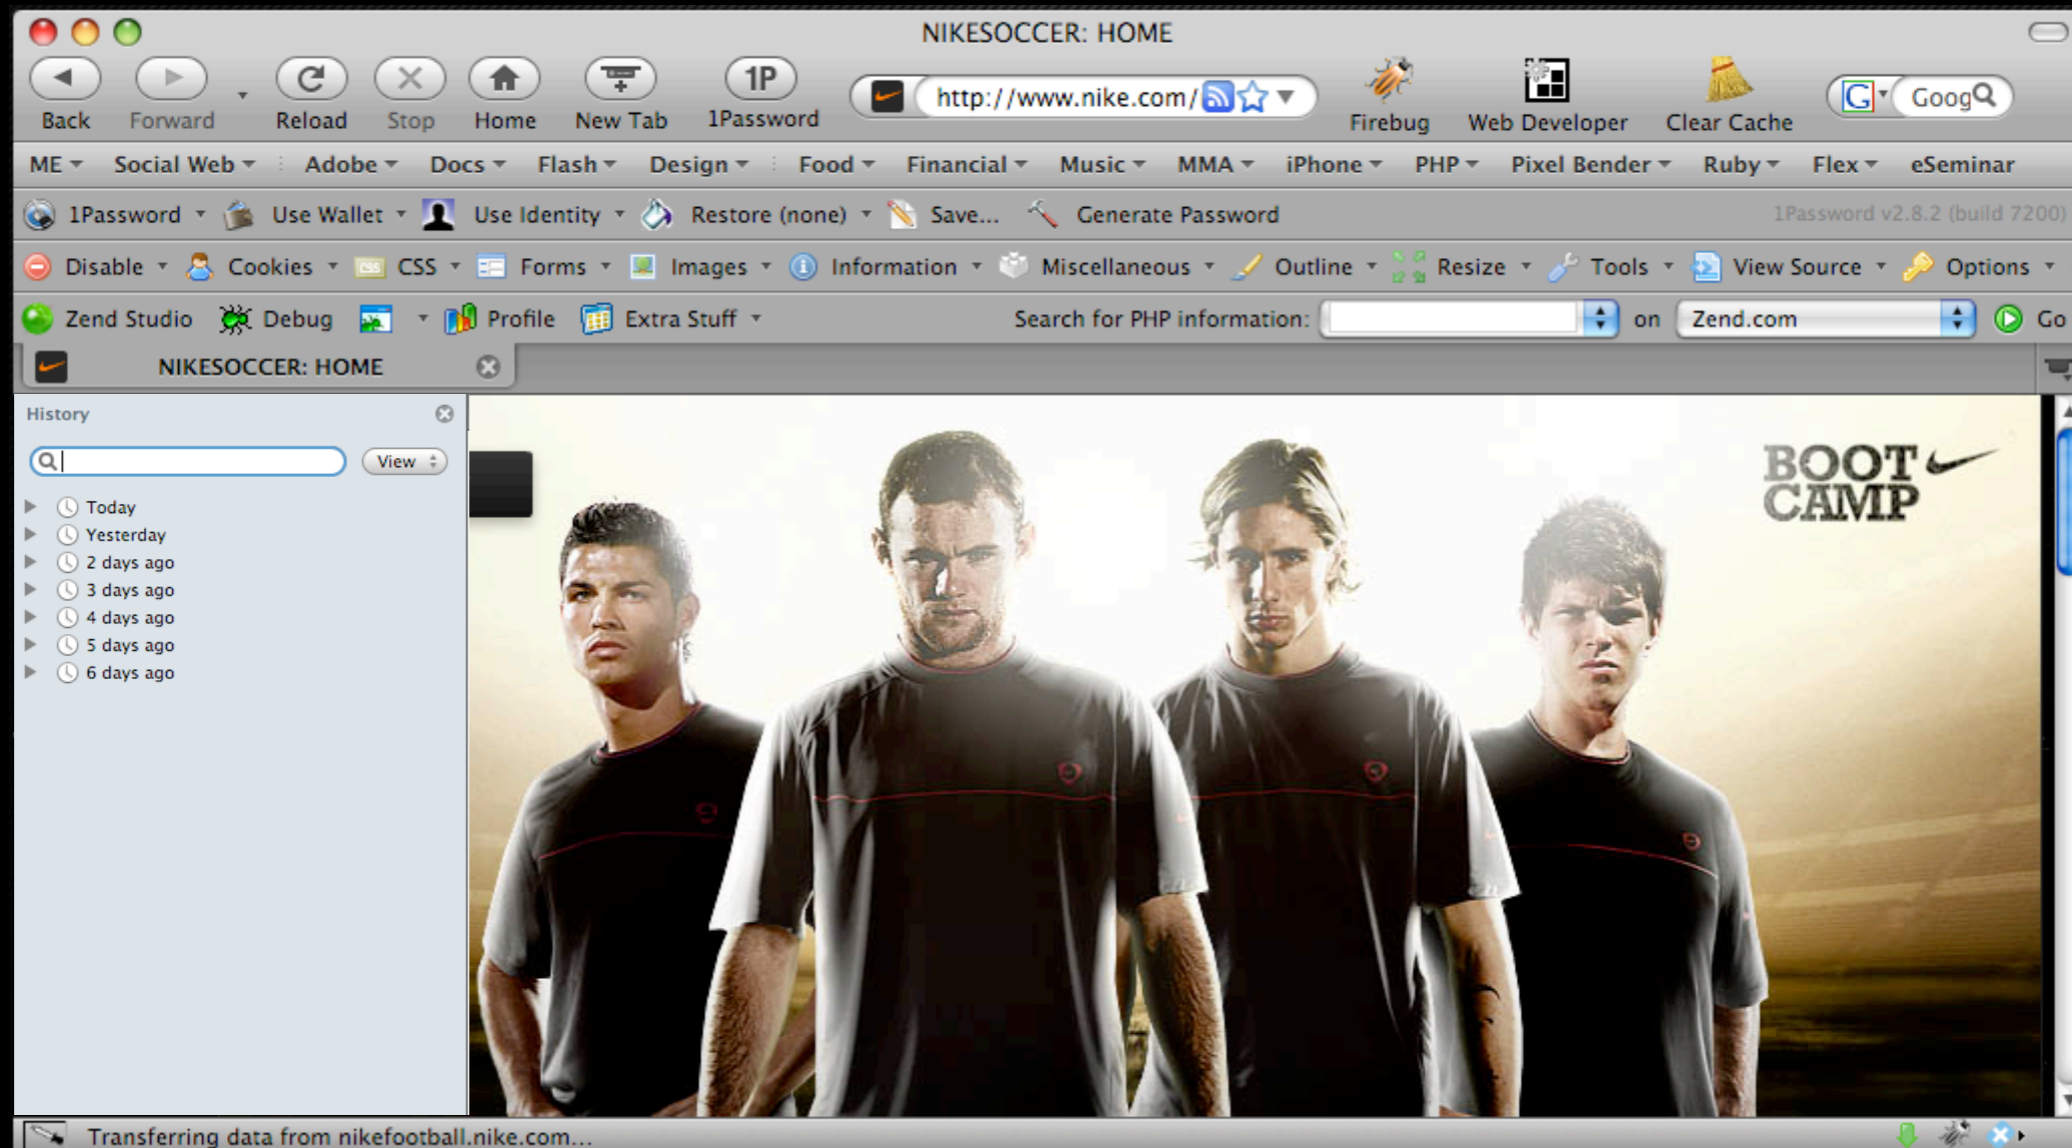 NIKESOCCER: HOME
1P
Back Forward Reload Stop Home New Tab 1Password http://www.nike.com/ Firebug Web Developer Clear Cache G Goog
ME Social Web Adobe Docs Flash Design Food Financial Music MMA iPhone PHP Pixel Bender Ruby Flex eSeminar
1Password Use Wallet Use Identity Restore (none) Save... Generate Password 1Password v2.8.2 (build 7200)
Disable Cookies CSS CSS Forms Images Information Miscellaneous Outline Resize Tools View Source Options
Zend Studio Debug Profile Extra Stuff Search for PHP information: on Zend.com Go
NIKESOCCER: HOME
History
View
Today
Yesterday
2 days ago
3 days ago
4 days ago
5 days ago
6 days ago
BOOT
CAMP
Transferring data from nikefootball.nike.com...